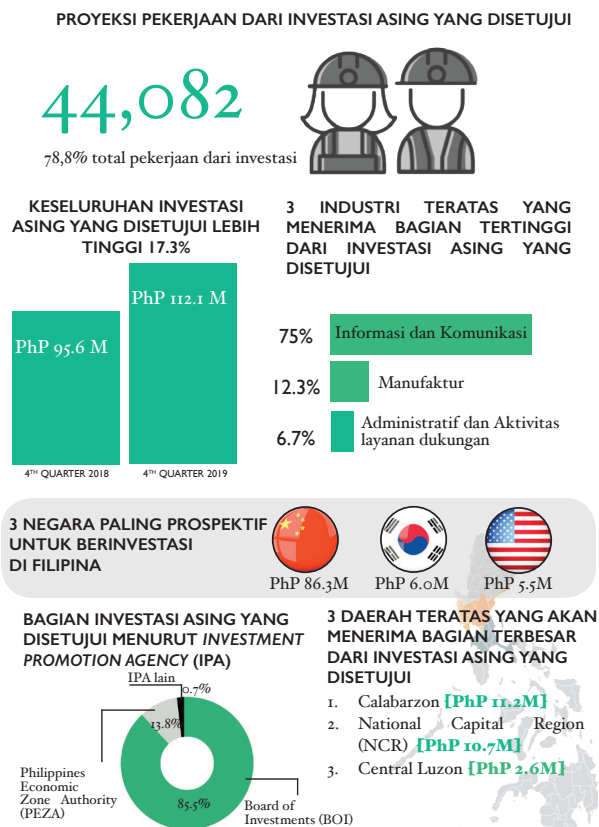 PROYEKSI PEKERJAAN DARI INVESTASI ASING YANG DISETUJUI
44,082
78,8% total pekerjaan dari investasi
KESELURUHAN INVESTASI
ASING YANG DISETUJUI LEBIH
TINGGI 17.3%
PhP 95.6 M
PhP 112.1 M
4TH QUARTER 2018
4TH QUARTER 2019
3 INDUSTRI TERATAS YANG
MENERIMA BAGIAN TERTINGGI
DARI INVESTASI ASING YANG
DISETUJUI
75%
Informasi dan Komunikasi
12.3%
Manufaktur
6.7%
Administratif dan Aktivitas
layanan dukungan
3 NEGARA PALING PROSPEKTIF
UNTUK BERINVESTASI
DI FILIPINA
PhP 86.3M
PhP 6.0M
PhP 5.5M
BAGIAN INVESTASI ASING YANG
DISETUJUI MENURUT INVESTMENT
PROMOTION AGENCY (IPA)
IPA lain
0.7%
13.8%
85.5%
Philippines
Economic
Zone Authority
(PEZA)
Board of
Investments (BOI)
3 DAERAH TERATAS YANG AKAN
MENERIMA BAGIAN TERBESAR
DARI INVESTASI ASING YANG
DISETUJUI
1. Calabarzon [PhP 11.2M]
2. National Capital Region
(NCR) [PhP 10.7M]
3. Central Luzon [PhP 2.6M]